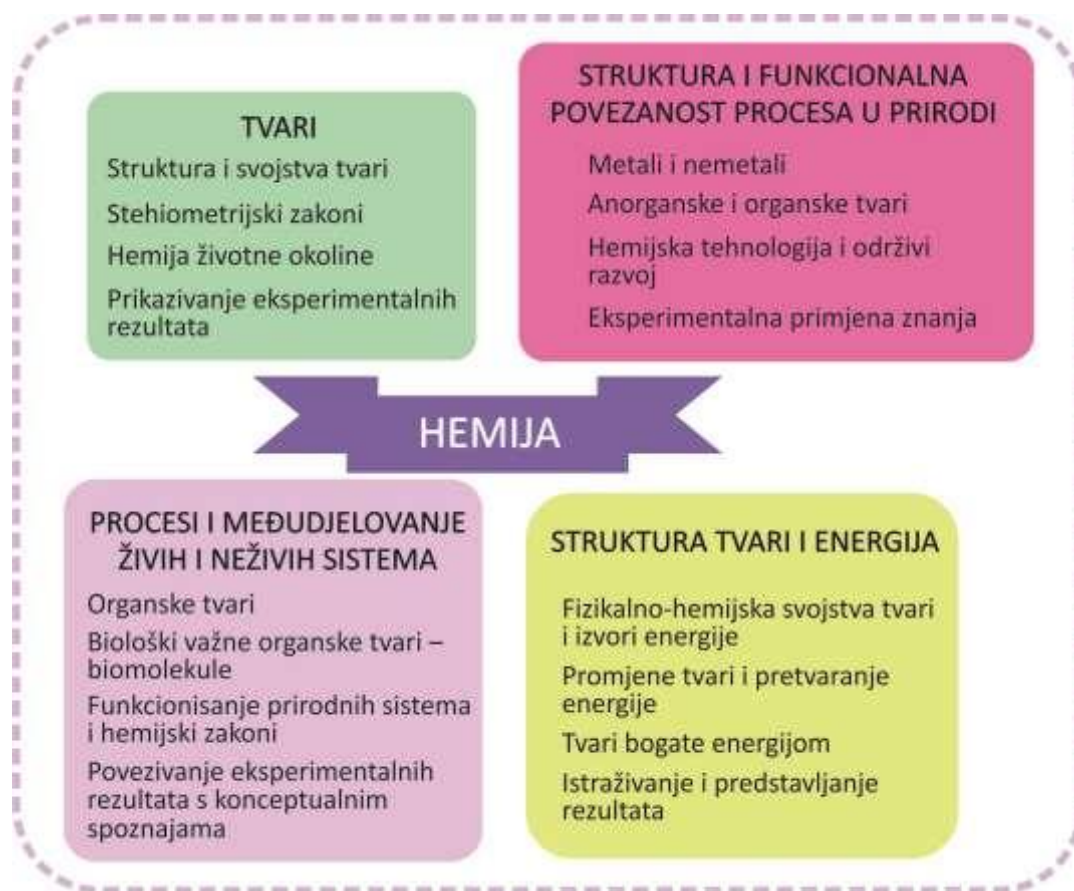 TVARI
Struktura i svojstva tvari
Stehiometrijski zakoni
Hemija životne okoline
Prikazivanje eksperimentalnih
rezultata
STRUKTURA I FUNKCIONALNA
POVEZANOST PROCESA U PRIRODI
Metali i nemetali
Anorganske i organske tvari
Hemijska tehnologija i održivi
razvoj
Eksperimentalna primjena znanja
HEMIJA
PROCESI I MEĐUDJELOVANJE
ŽIVIH I NEŽIVIH SISTEMA
Organske tvari
Biološki važne organske tvari –
biomolekule
Funkcionisanje prirodnih sistema
i hemijski zakoni
Povezivanje eksperimentalnih
rezultata s konceptualnim
spoznajama
STRUKTURA TVARI I ENERGIJA
Fizikalno-hemijska svojstva tvari
i izvori energije
Promjene tvari i pretvaranje
energije
Tvari bogate energijom
Istraživanje i predstavljanje
rezultata